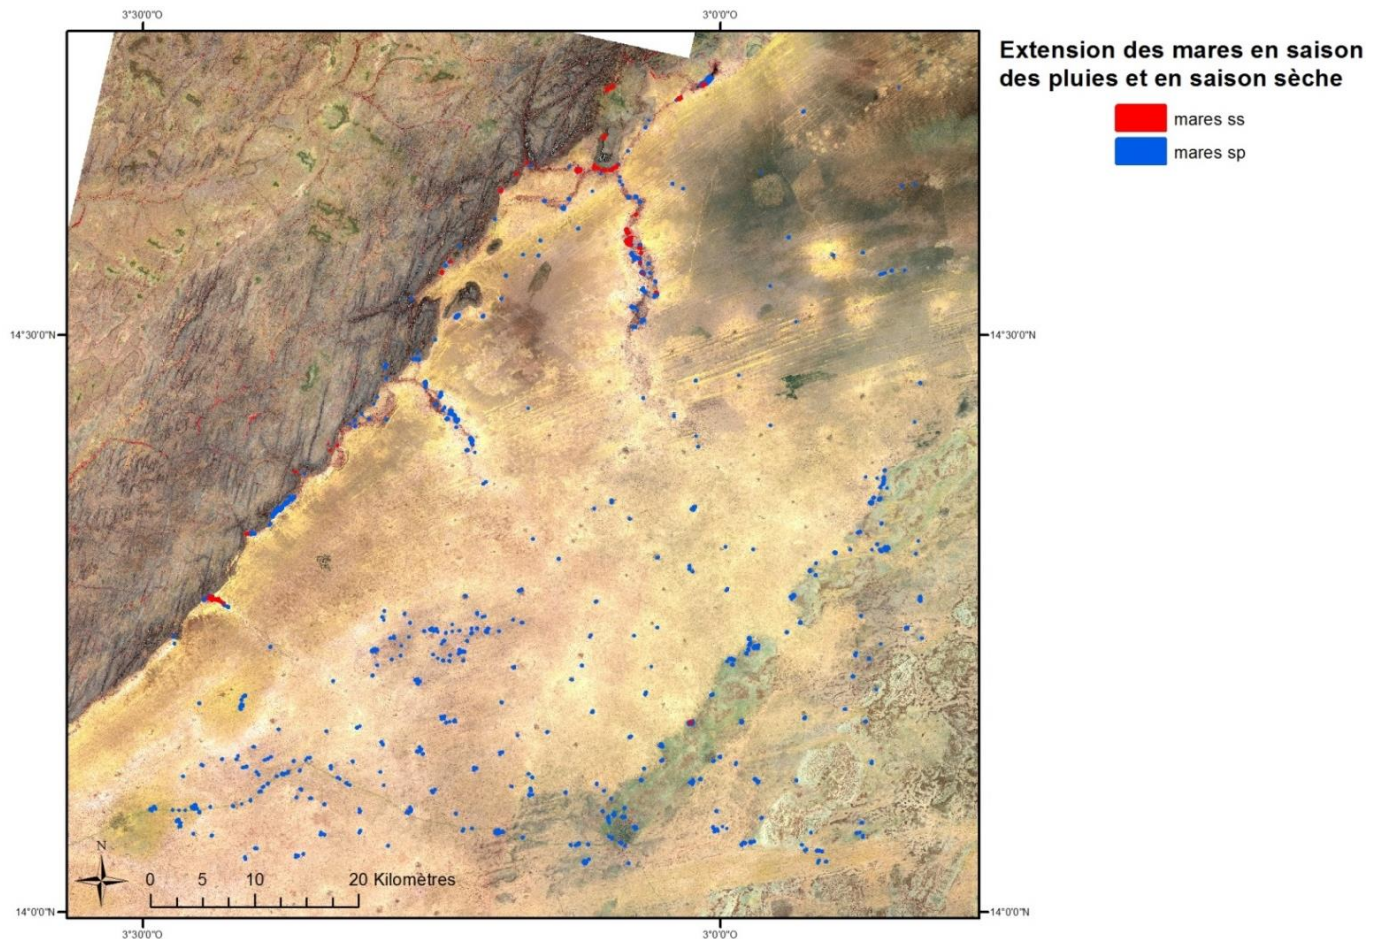 3°30'0"O
3°0'0"O
Extension des mares en saison
des pluies et en saison sèche
mares ss
mares sp
14°30'0"N
14°30'0"N
N
0 5 10 20 Kilomètres
14°0'0"N
14°0'0"N
3°30'0"O
3°0'0"O